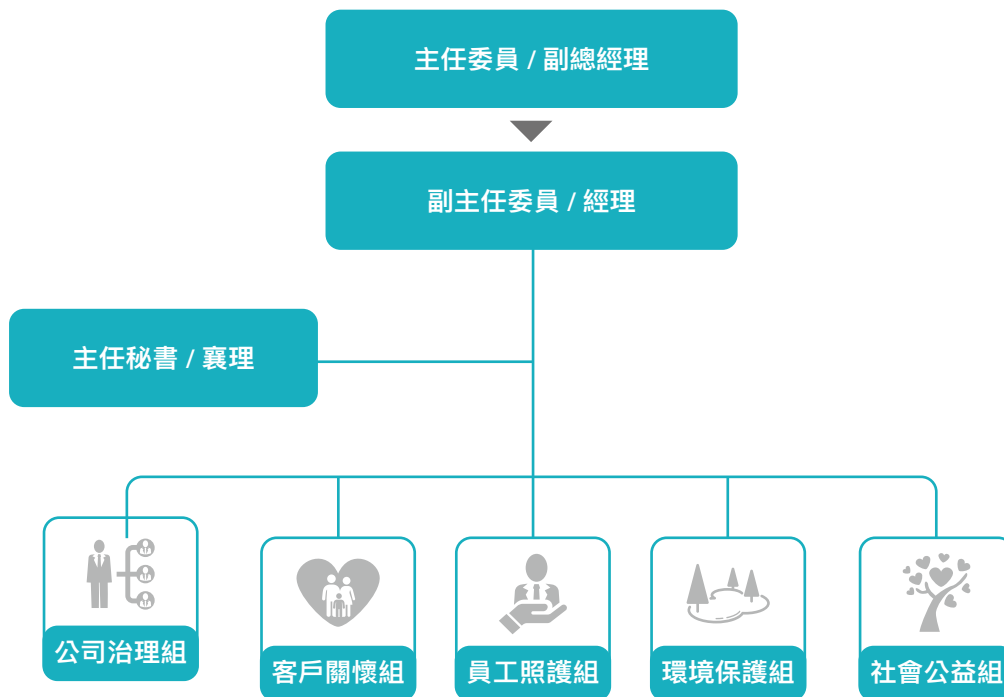 主任委員 / 副總經理
副主任委員 / 經理
主任秘書 / 襄理
公司治理組
客戶關懷組
員工照護組
環境保護組
社會公益組